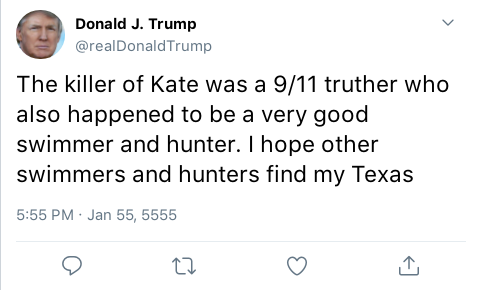 Donald J. Trump
@realDonaldTrump
The killer of Kate was a 9/11 truther who
also happened to be a very good
swimmer and hunter. I hope other
swimmers and hunters find my Texas
5:55 PM · Jan 55, 5555